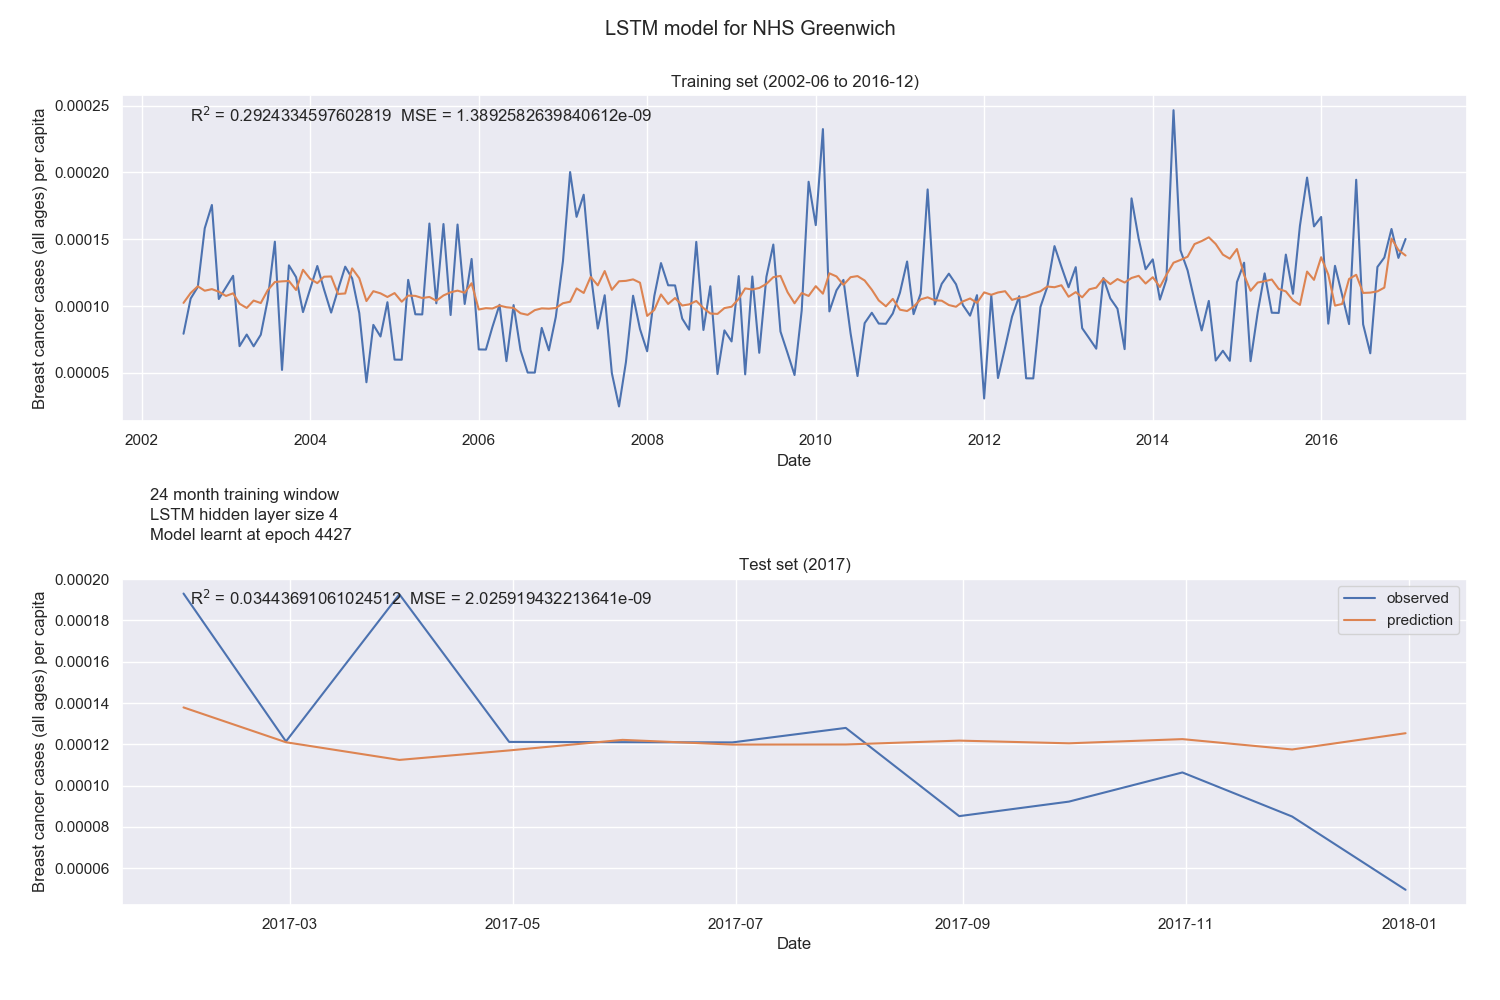 LSTM model for NHS Greenwich
Training set (2002-06 to 2016-12)
R² = 0.2924334597602819 MSE = 1.3892582639840612e-09
Breast cancer cases (all ages) per capita
0.00025
0.00020
0.00015
0.00010
0.00005
2002 2004 2006 2008 2010 2012 2014 2016
Date
24 month training window
LSTM hidden layer size 4
Model learnt at epoch 4427
Test set (2017)
R² = 0.03443691061024512 MSE = 2.025919432213641e-09
observed
prediction
Breast cancer cases (all ages) per capita
0.00020
0.00018
0.00016
0.00014
0.00012
0.00010
0.00008
0.00006
2017-03 2017-05 2017-07 2017-09 2017-11 2018-01
Date